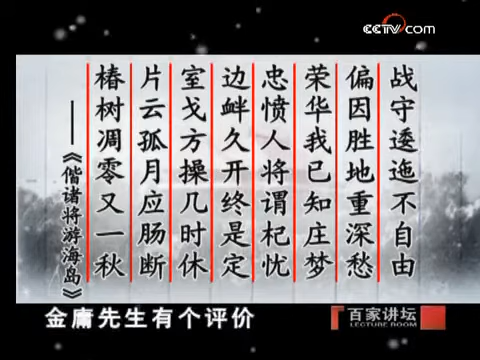 CCTV.com
战守逶迤不自由
偏因胜地重深愁
荣华我已知庄梦
忠愤人将谓杞忧
边衅久开终是定
室戈方操几时休
片云孤月应肠断
椿树凋零又一秋
——《偕诸将游海岛》
金庸先生有个评价
百家讲坛
LECTURE ROOM